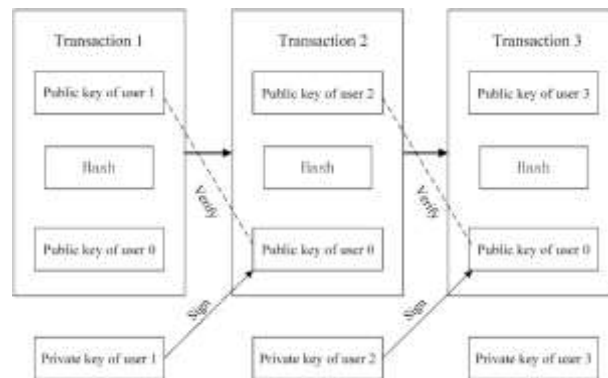 Transaction 1
Transaction 2
Transaction 3
Public key of user 1
Public key of user 2
Public key of user 3
Hash
Hash
Hash
Verify
Verify
Public key of user 0
Public key of user 0
Public key of user 0
Sign
Sign
Private key of user 1
Private key of user 2
Private key of user 3